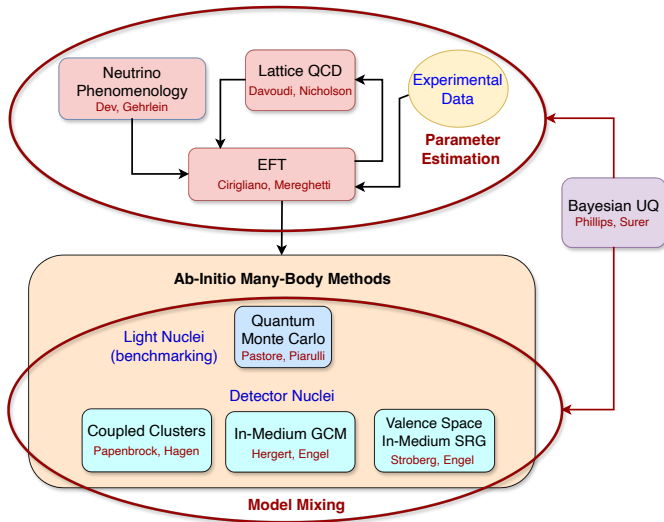 Neutrino
Phenomenology
Dev, Gehrlein
Lattice QCD
Davoudi, Nicholson
Experimental
Data
Parameter
Estimation
EFT
Cirigliano, Mereghetti
Bayesian UQ
Phillips, Surer
Ab-Initio Many-Body Methods
Light Nuclei
(benchmarking)
Quantum
Monte Carlo
Pastore, Piarulli
Detector Nuclei
Coupled Clusters
Papenbrock, Hagen
In-Medium GCM
Hergert, Engel
Valence Space
In-Medium SRG
Stroberg, Engel
Model Mixing